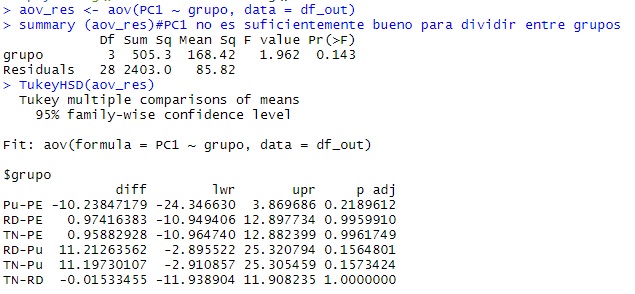 > aov_res <- aov(PC1 ~ grupo, data = df_out)
> summary (aov_res)#PC1 no es suficientemente bueno para dividir entre grupos
            Df Sum Sq Mean Sq F value Pr(>F)
grupo        3  505.3  168.42   1.962  0.143
Residuals   28 2403.0   85.82
> TukeyHSD(aov_res)
  Tukey multiple comparisons of means
    95% family-wise confidence level

Fit: aov(formula = PC1 ~ grupo, data = df_out)

$grupo
              diff        lwr       upr     p adj
Pu-PE -10.23847179 -24.346630  3.869686 0.2189612
RD-PE   0.97416383 -10.949406 12.897734 0.9959910
TN-PE   0.95882928 -10.964740 12.882399 0.9961749
RD-Pu  11.21263562  -2.895522 25.320794 0.1564801
TN-Pu  11.19730107  -2.910857 25.305459 0.1573424
TN-RD  -0.01533455 -11.938904 11.908235 1.0000000